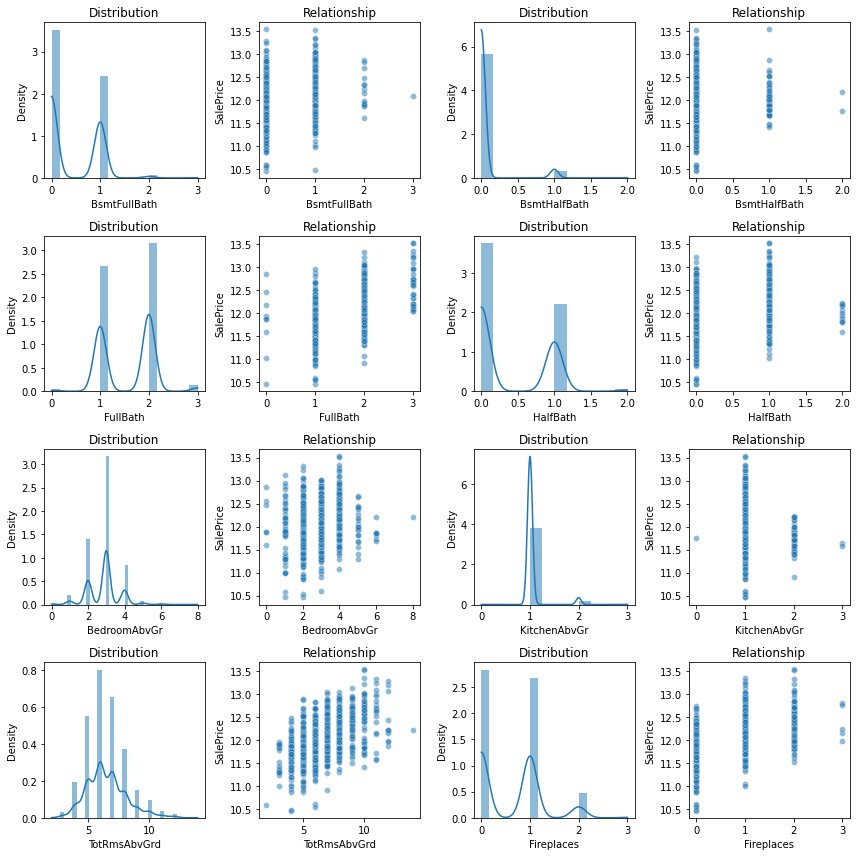 Distribution Relationship Distribution Relationship
3 2 1 0 Density 0 1 2 3 BsmtFullBath
13.5 13.0 12.5 12.0 11.5 11.0 10.5 SalePrice 0 1 2 3 BsmtFullBath
6 4 2 0 Density 0.0 0.5 1.0 1.5 2.0 BsmtHalfBath
13.5 13.0 12.5 12.0 11.5 11.0 10.5 SalePrice 0.0 0.5 1.0 1.5 2.0 BsmtHalfBath
Distribution Relationship Distribution Relationship
3.0 2.5 2.0 1.5 1.0 0.5 0.0 Density 0 1 2 3 FullBath
13.5 13.0 12.5 12.0 11.5 11.0 10.5 SalePrice 0 1 2 3 FullBath
3 2 1 0 Density 0.0 0.5 1.0 1.5 2.0 HalfBath
13.5 13.0 12.5 12.0 11.5 11.0 10.5 SalePrice 0.0 0.5 1.0 1.5 2.0 HalfBath
Distribution Relationship Distribution Relationship
3.0 2.5 2.0 1.5 1.0 0.5 0.0 Density 0 2 4 6 8 BedroomAbvGr
13.5 13.0 12.5 12.0 11.5 11.0 10.5 SalePrice 0 2 4 6 8 BedroomAbvGr
6 4 2 0 Density 0 1 2 3 KitchenAbvGr
13.5 13.0 12.5 12.0 11.5 11.0 10.5 SalePrice 0 1 2 3 KitchenAbvGr
Distribution Relationship Distribution Relationship
0.8 0.6 0.4 0.2 0.0 Density 5 10 TotRmsAbvGrd
13.5 13.0 12.5 12.0 11.5 11.0 10.5 SalePrice 5 10 TotRmsAbvGrd
2.5 2.0 1.5 1.0 0.5 0.0 Density 0 1 2 3 Fireplaces
13.5 13.0 12.5 12.0 11.5 11.0 10.5 SalePrice 0 1 2 3 Fireplaces